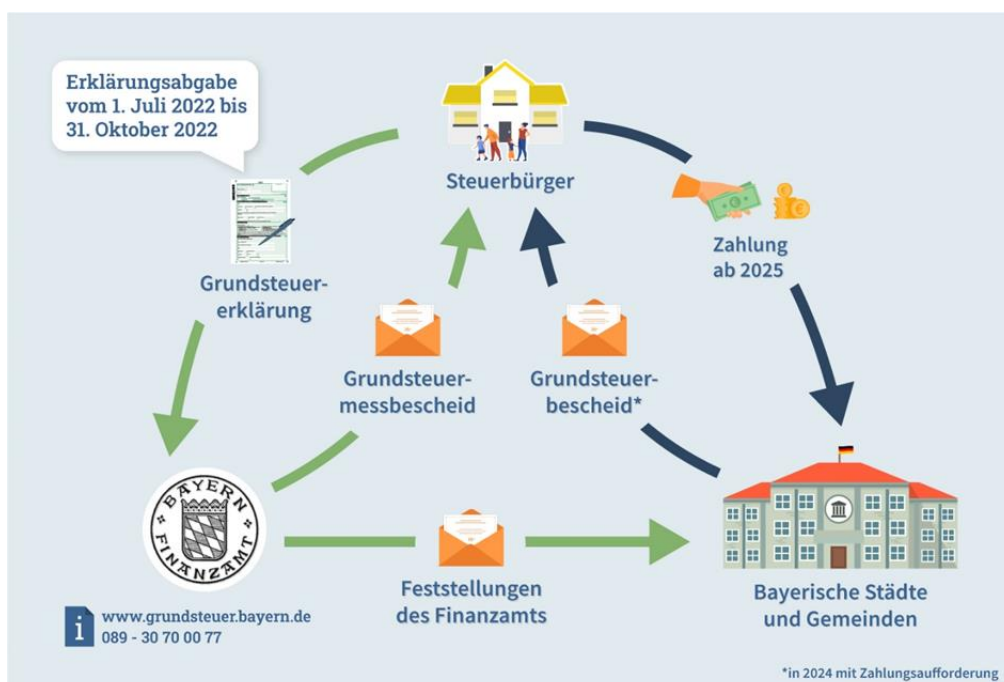 Erklärungsabgabe
vom 1. Juli 2022 bis
31. Oktober 2022
Steuerbürger
Grundsteuer-
erklärung
Zahlung
ab 2025
Grundsteuer-
messbescheid
Grundsteuer-
bescheid*
BAYERN
FINANZAMT
Feststellungen
des Finanzamts
Bayerische Städte
und Gemeinden
i
www.grundsteuer.bayern.de
089 - 30 70 00 77
*in 2024 mit Zahlungsaufforderung